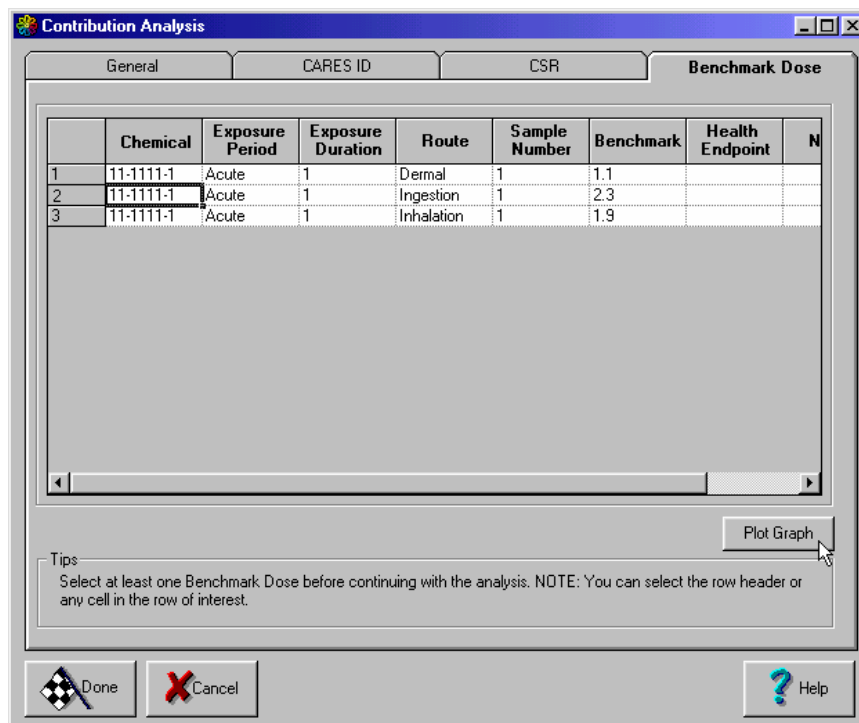 Contribution Analysis
General CARES ID CSR Benchmark Dose
Chemical Exposure Period Exposure Duration Route Sample Number Benchmark Health Endpoint N
1 11-1111-1 Acute 1 Dermal 1 1.1
2 11-1111-1 Acute 1 Ingestion 1 2.3
3 11-1111-1 Acute 1 Inhalation 1 1.9
Plot Graph
Tips
Select at least one Benchmark Dose before continuing with the analysis. NOTE: You can select the row header or
any cell in the row of interest.
Done Cancel Help